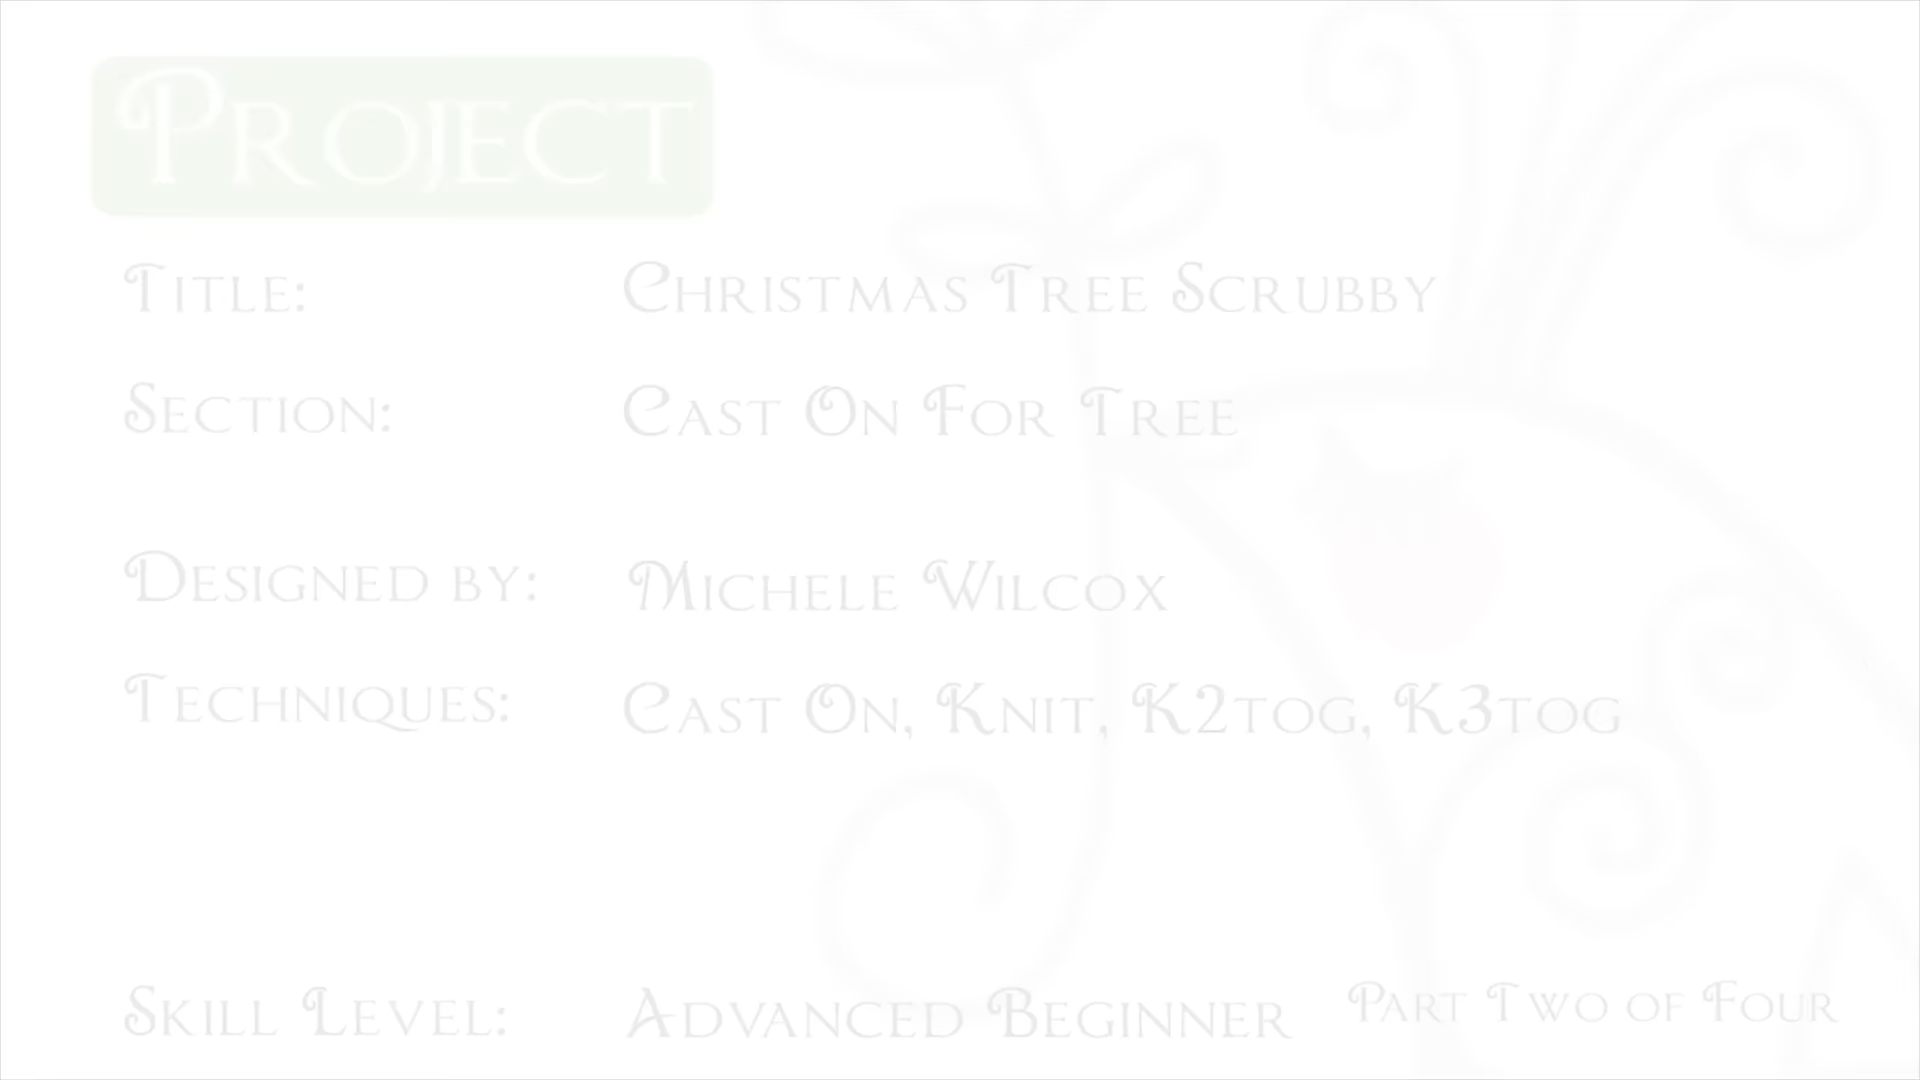 Project
Title: Christmas Tree Scrubby
Section: Cast On For Tree
Designed by: Michele Wilcox
Techniques: Cast On, Knit, K2tog, K3tog
Skill Level: Advanced Beginner Part Two of Four